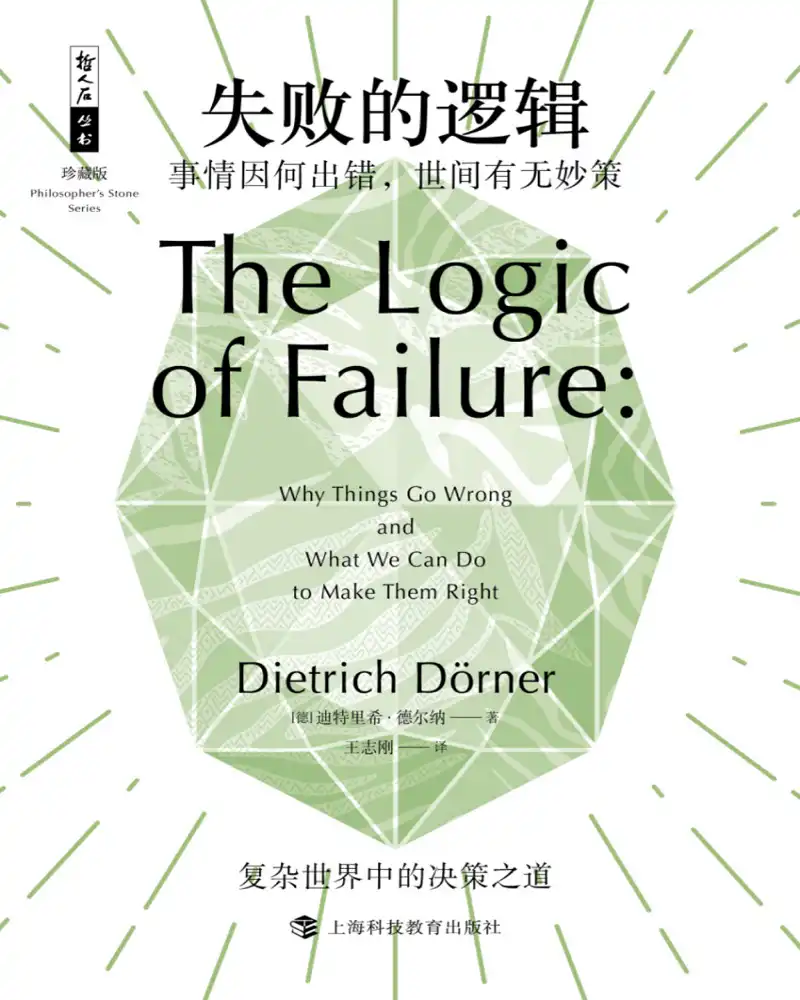 哲人石
丛书
珍藏版
Philosopher's Stone
Series
失败的逻辑
事情因何出错，世间有无妙策
The Logic
of Failure:
Why Things Go Wrong
and
What We Can Do
to Make Them Right
Dietrich Dörner
[德]迪特里希·德尔纳——著
王志刚——译
复杂世界中的决策之道
上海科技教育出版社